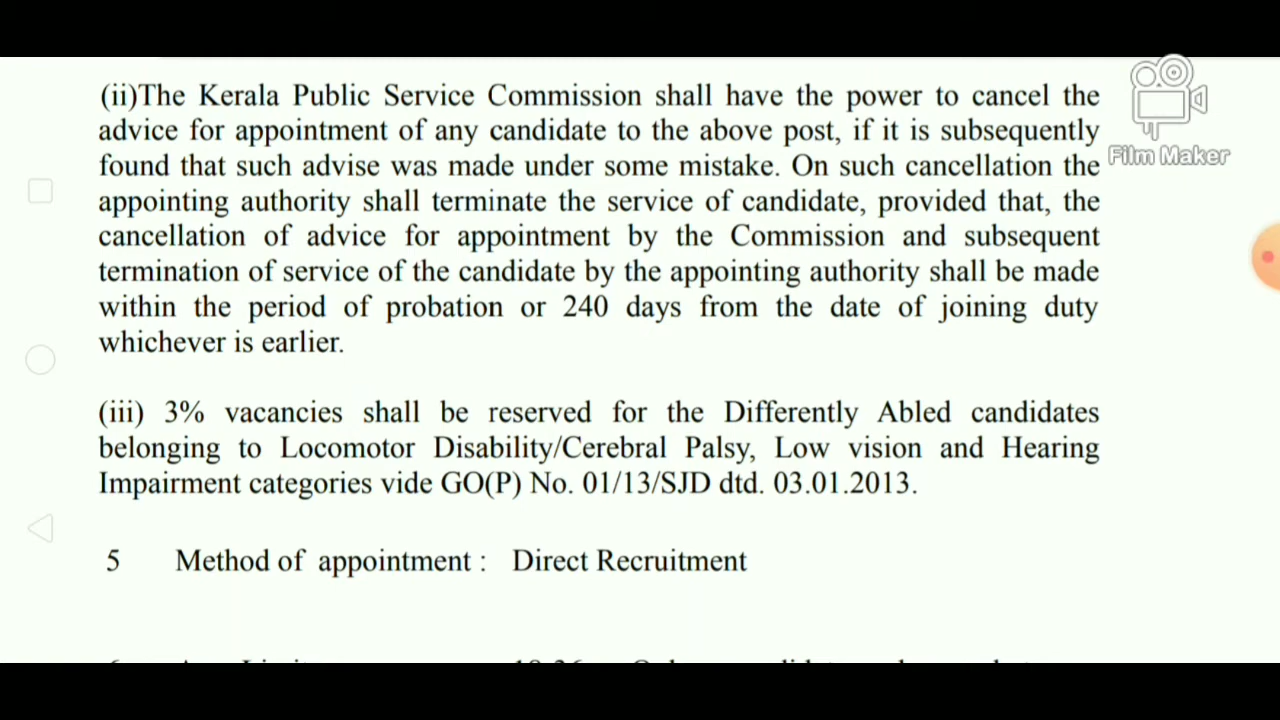 (ii)The Kerala Public Service Commission shall have the power to cancel the
advice for appointment of any candidate to the above post, if it is subsequently
found that such advise was made under some mistake. On such cancellation the
appointing authority shall terminate the service of candidate, provided that, the
cancellation of advice for appointment by the Commission and subsequent
termination of service of the candidate by the appointing authority shall be made
within the period of probation or 240 days from the date of joining duty
whichever is earlier.
(iii) 3% vacancies shall be reserved for the Differently Abled candidates
belonging to Locomotor Disability/Cerebral Palsy, Low vision and Hearing
Impairment categories vide GO(P) No. 01/13/SJD dtd. 03.01.2013.
5 Method of appointment : Direct Recruitment
Film Maker